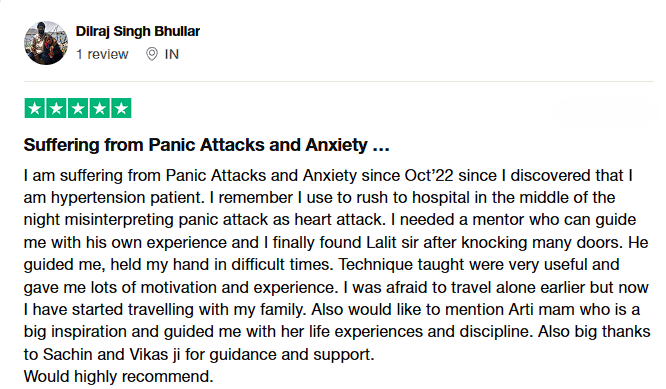 Dilraj Singh Bhullar
1 review IN
Suffering from Panic Attacks and Anxiety …
I am suffering from Panic Attacks and Anxiety since Oct’22 since I discovered that I
am hypertension patient. I remember I use to rush to hospital in the middle of the
night misinterpreting panic attack as heart attack. I needed a mentor who can guide
me with his own experience and I finally found Lalit sir after knocking many doors. He
guided me, held my hand in difficult times. Technique taught were very useful and
gave me lots of motivation and experience. I was afraid to travel alone earlier but now
I have started travelling with my family. Also would like to mention Arti mam who is a
big inspiration and guided me with her life experiences and discipline. Also big thanks
to Sachin and Vikas ji for guidance and support.
Would highly recommend.